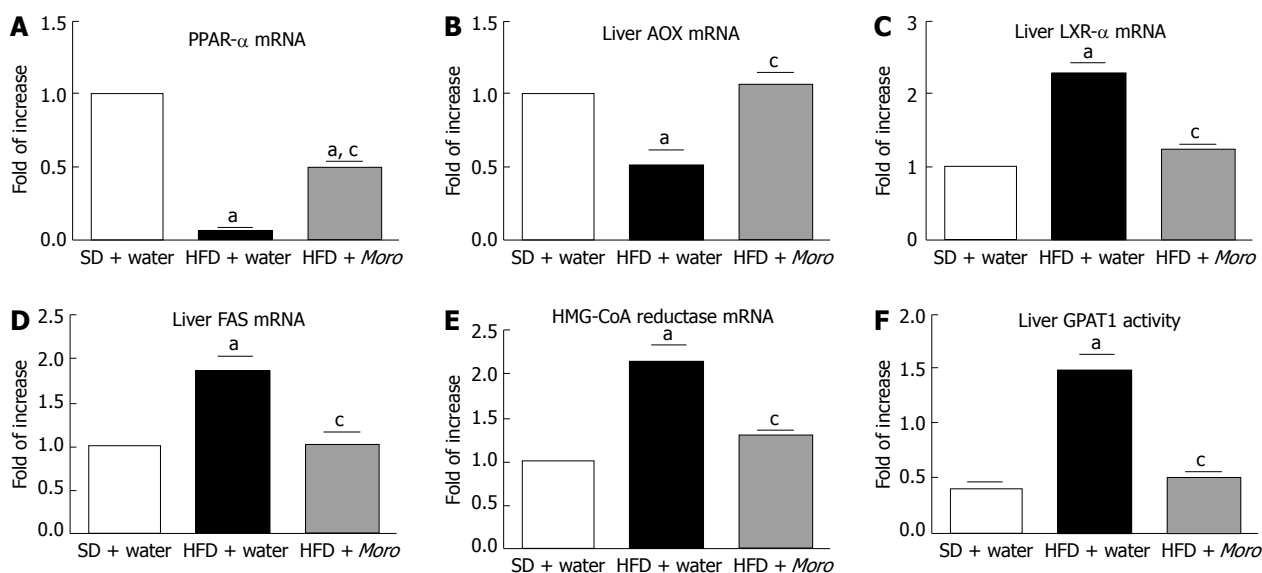 A
PPAR-α mRNA
1.5
1.0
0.5
0.0
Fold of increase
a
a, c
SD + water HFD + water HFD + Moro
B
Liver AOX mRNA
1.5
1.0
0.5
0.0
Fold of increase
a
c
SD + water HFD + water HFD + Moro
C
Liver LXR-α mRNA
3
2
1
0
Fold of increase
a
c
SD + water HFD + water HFD + Moro
D
Liver FAS mRNA
2.5
2.0
1.5
1.0
0.5
0.0
Fold of increase
a
c
SD + water HFD + water HFD + Moro
E
HMG-CoA reductase mRNA
2.5
2.0
1.5
1.0
0.5
0.0
Fold of increase
a
c
SD + water HFD + water HFD + Moro
F
Liver GPAT1 activity
2.0
1.5
1.0
0.5
0.0
Fold of increase
a
c
SD + water HFD + water HFD + Moro